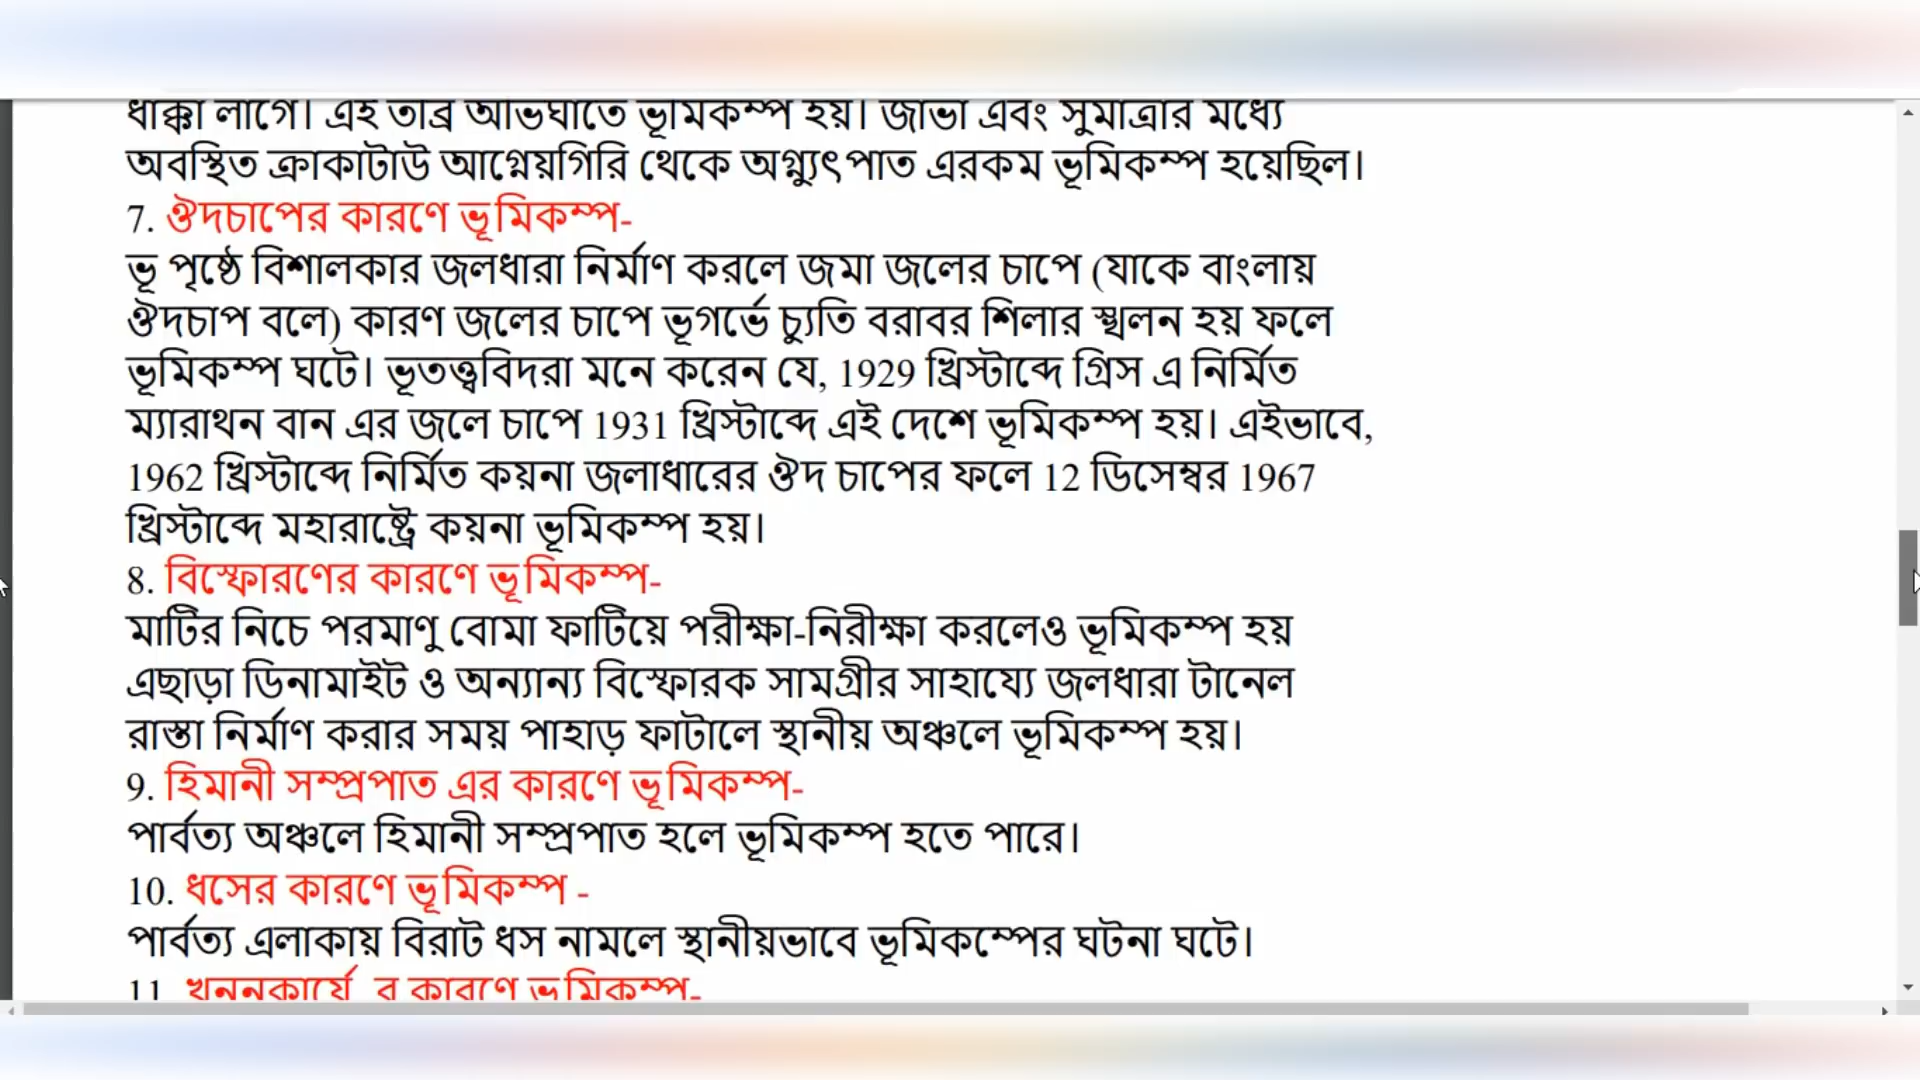 ধাক্কা লাগে। এই তীব্র অভিঘাতে ভূমিকম্প হয়। জাভা এবং সুমাত্রার মধ্যে
অবস্থিত ক্রাকাটাউ আগ্নেয়গিরি থেকে অগ্ন্যুৎপাত এরকম ভূমিকম্প হয়েছিল।
7. ঔদচাপের কারণে ভূমিকম্প-
ভূ পৃষ্ঠে বিশালকার জলধারা নির্মাণ করলে জমা জলের চাপে (যাকে বাংলায়
ঔদচাপ বলে) কারণ জলের চাপে ভূগর্ভে চ্যুতি বরাবর শিলার স্খলন হয় ফলে
ভূমিকম্প ঘটে। ভূতত্ত্ববিদরা মনে করেন যে, 1929 খ্রিস্টাব্দে গ্রিস এ নির্মিত
ম্যারাথন বান এর জলে চাপে 1931 খ্রিস্টাব্দে এই দেশে ভূমিকম্প হয়। এইভাবে,
1962 খ্রিস্টাব্দে নির্মিত কয়না জলাধারের ঔদ চাপের ফলে 12 ডিসেম্বর 1967
খ্রিস্টাব্দে মহারাষ্ট্রে কয়না ভূমিকম্প হয়।
8. বিস্ফোরণের কারণে ভূমিকম্প-
মাটির নিচে পরমাণু বোমা ফাটিয়ে পরীক্ষা-নিরীক্ষা করলেও ভূমিকম্প হয়
এছাড়া ডিনামাইট ও অন্যান্য বিস্ফোরক সামগ্রীর সাহায্যে জলধারা টানেল
রাস্তা নির্মাণ করার সময় পাহাড় ফাটালে স্থানীয় অঞ্চলে ভূমিকম্প হয়।
9. হিমানী সম্প্রপাত এর কারণে ভূমিকম্প-
পার্বত্য অঞ্চলে হিমানী সম্প্রপাত হলে ভূমিকম্প হতে পারে।
10. ধসের কারণে ভূমিকম্প -
পার্বত্য এলাকায় বিরাট ধস নামলে স্থানীয়ভাবে ভূমিকম্পের ঘটনা ঘটে।
11. খননকার্যে র কারণে ভূমিকম্প-